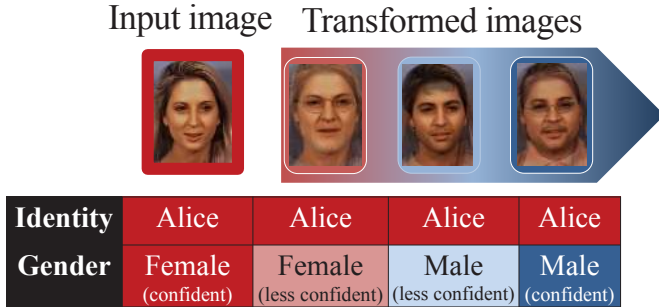 Input image Transformed images
Identity Alice Alice Alice Alice
Gender Female Female Male Male
(confident) (less confident) (less confident) (confident)